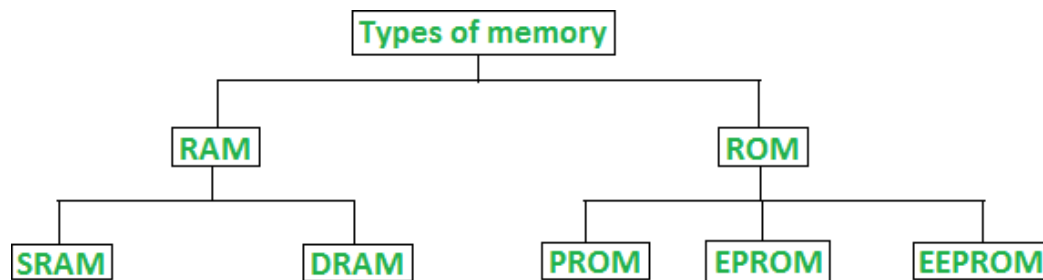 Types of memory
RAM
ROM
SRAM
DRAM
PROM
EPROM
EEPROM